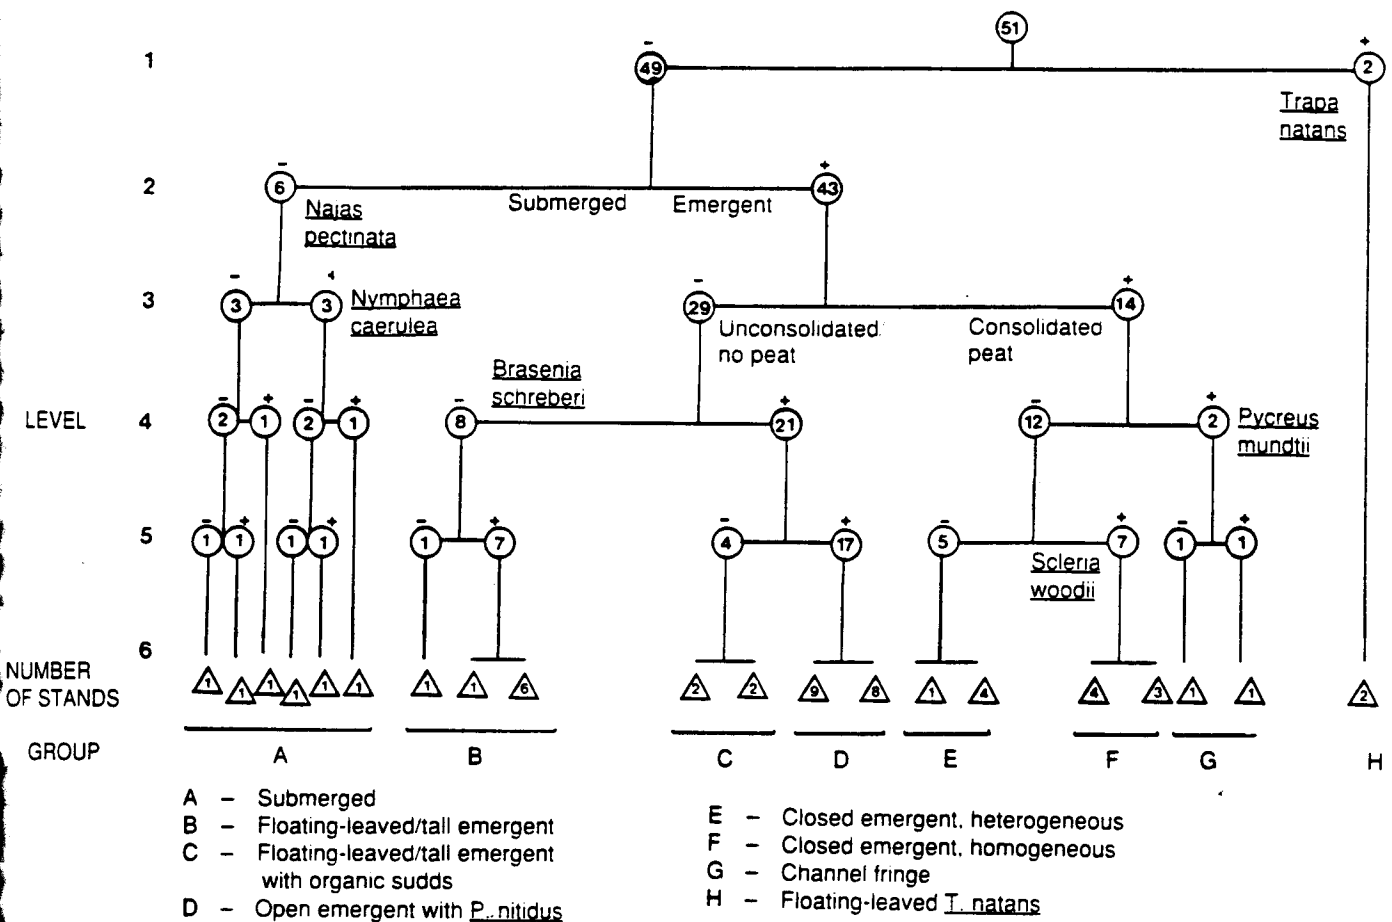 51
1 - 49 + 2
Trapa
natans
2 - 6 + 43
Submerged Emergent
Najas
pectinata
3 - 3 + 3 - 29 + 14
Nymphaea
caerulea
Unconsolidated Consolidated
no peat peat
Brasenia
schreberi
LEVEL 4 - 2 + 1 - 2 + 1 - 8 + 21 - 12 + 2
Pycreus
mundtii
5 - 1 + 1 - 1 + 1 - 1 + 7 - 4 + 17 - 5 + 7 - 1 + 1
Scleria
woodii
6
NUMBER
OF STANDS 1 1 1 1 1 1 1 1 6 2 2 9 8 1 4 4 3 1 1 2
GROUP A B C D E F G H
A – Submerged
B – Floating-leaved/tall emergent
C – Floating-leaved/tall emergent
with organic sudds
D – Open emergent with P. nitidus
E – Closed emergent, heterogeneous
F – Closed emergent, homogeneous
G – Channel fringe
H – Floating-leaved T. natans